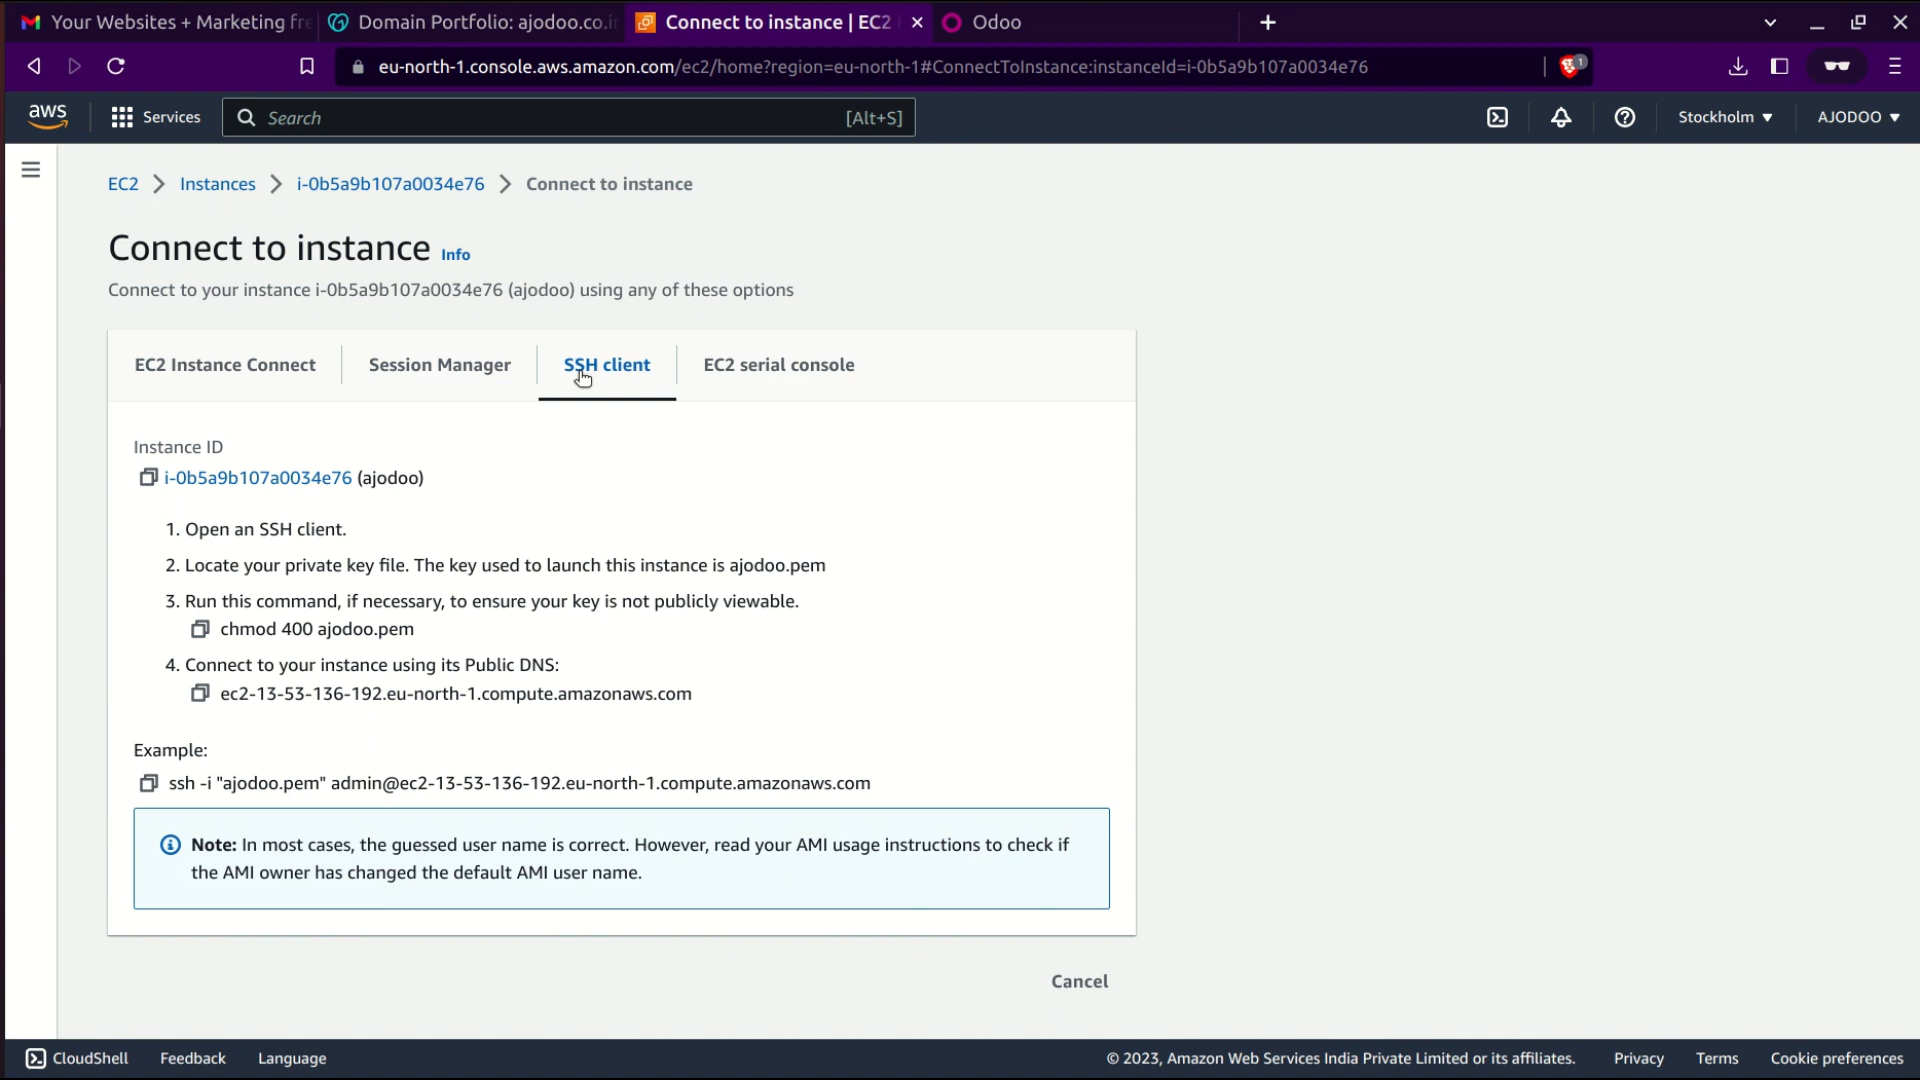 Your Websites + Marketing fre
Domain Portfolio: ajodoo.co.in
Connect to instance | EC2
Odoo
eu-north-1.console.aws.amazon.com/ec2/home?region=eu-north-1#ConnectToInstance:instanceId=i-0b5a9b107a0034e76
1
aws
Services
Search
[Alt+S]
Stockholm
AJODOO
EC2 > Instances > i-0b5a9b107a0034e76 > Connect to instance
Connect to instance Info
Connect to your instance i-0b5a9b107a0034e76 (ajodoo) using any of these options
EC2 Instance Connect
Session Manager
SSH client
EC2 serial console
Instance ID
i-0b5a9b107a0034e76 (ajodoo)
1. Open an SSH client.
2. Locate your private key file. The key used to launch this instance is ajodoo.pem
3. Run this command, if necessary, to ensure your key is not publicly viewable.
chmod 400 ajodoo.pem
4. Connect to your instance using its Public DNS:
ec2-13-53-136-192.eu-north-1.compute.amazonaws.com
Example:
ssh -i "ajodoo.pem" admin@ec2-13-53-136-192.eu-north-1.compute.amazonaws.com
Note: In most cases, the guessed user name is correct. However, read your AMI usage instructions to check if
the AMI owner has changed the default AMI user name.
Cancel
CloudShell
Feedback
Language
© 2023, Amazon Web Services India Private Limited or its affiliates.
Privacy
Terms
Cookie preferences